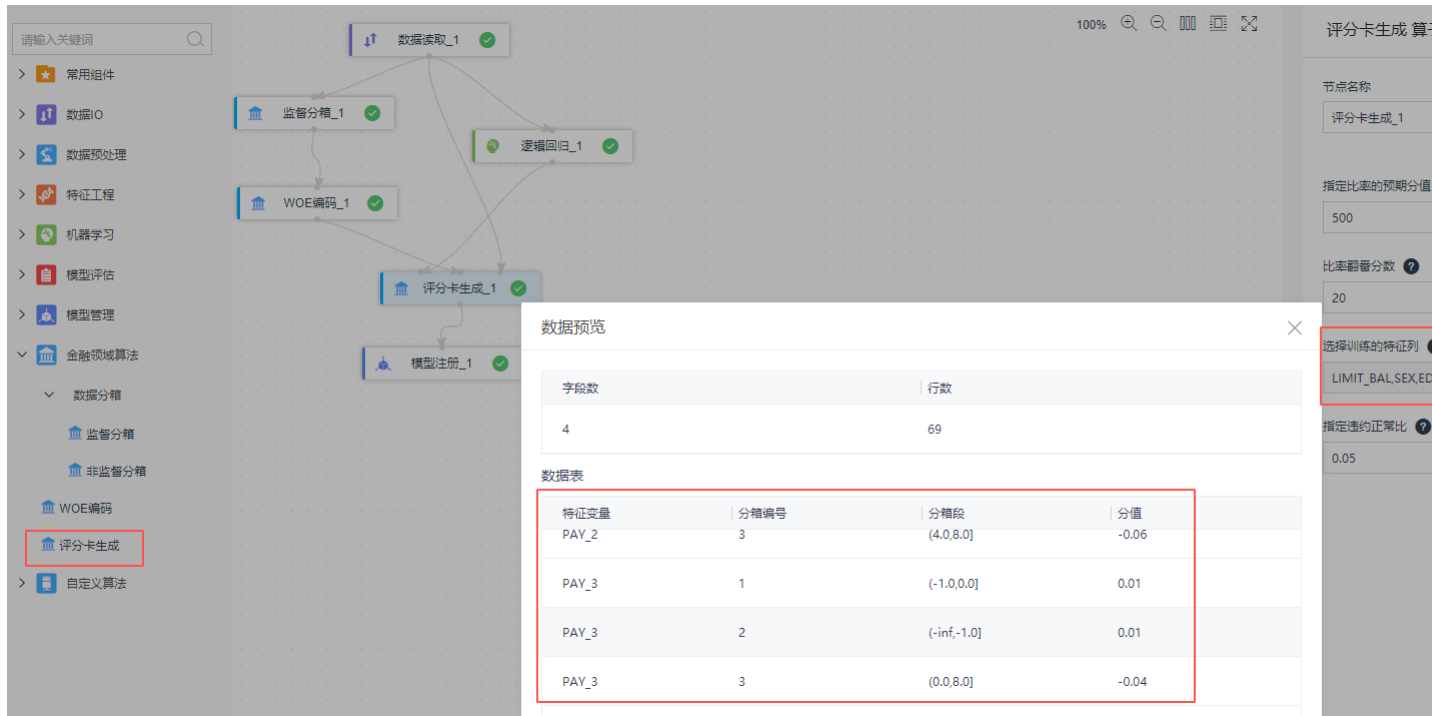 请输入关键词
常用组件
数据IO
数据预处理
特征工程
机器学习
模型评估
模型管理
金融领域算法
数据分箱
监督分箱
非监督分箱
WOE编码
评分卡生成
自定义算法
100%
数据读取_1
监督分箱_1
逻辑回归_1
WOE编码_1
评分卡生成_1
模型注册_1
评分卡生成 算子
节点名称
评分卡生成_1
指定比率的预期分值
500
比率翻番分数 ?
20
选择训练的特征列
LIMIT_BAL,SEX,ED
指定违约正常比 ?
0.05
数据预览
字段数 行数
4 69
数据表
特征变量 分箱编号 分箱段 分值
PAY_2 3 (4.0,8.0] -0.06
PAY_3 1 (-1.0,0.0] 0.01
PAY_3 2 (-inf,-1.0] 0.01
PAY_3 3 (0.0,8.0] -0.04